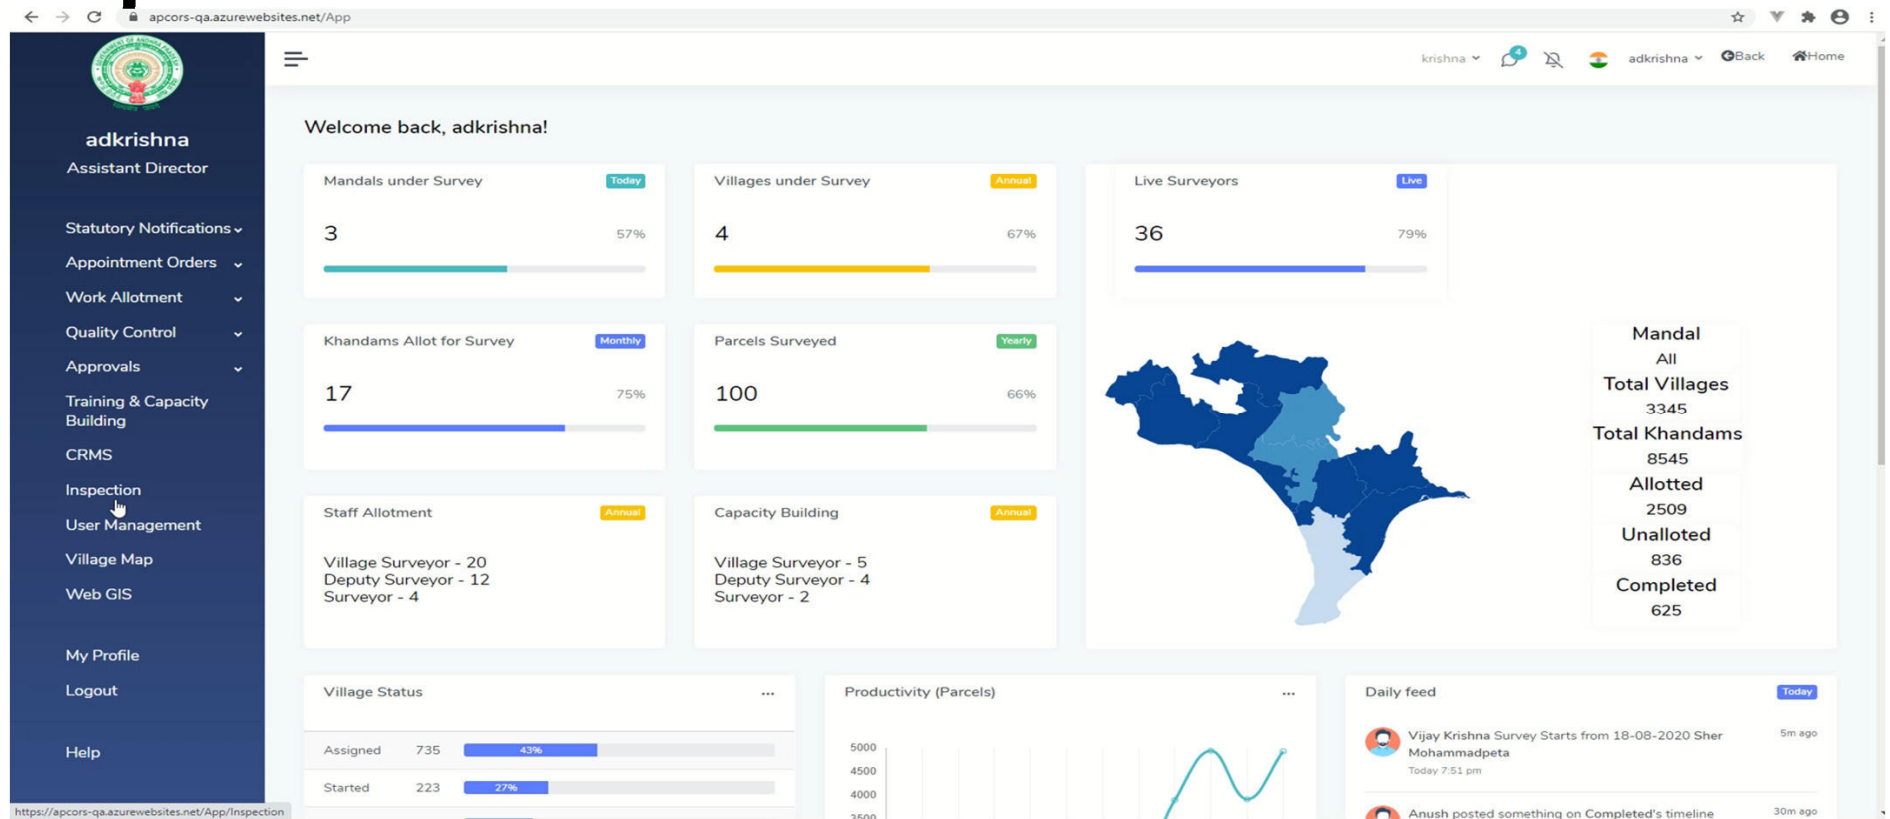 apcors-qa.azurewebsites.net/App
adkrishna
Assistant Director
Statutory Notifications
Appointment Orders
Work Allotment
Quality Control
Approvals
Training & Capacity
Building
CRMS
Inspection
User Management
Village Map
Web GIS
My Profile
Logout
Help
https://apcors-qa.azurewebsites.net/App/Inspection
krishna 4 adkrishna Back Home
Welcome back, adkrishna!
Mandals under Survey Today
3 57%
Villages under Survey Annual
4 67%
Live Surveyors Live
36 79%
Khandams Allot for Survey Monthly
17 75%
Parcels Surveyed Yearly
100 66%
Mandal
All
Total Villages
3345
Total Khandams
8545
Allotted
2509
Unalloted
836
Completed
625
Staff Allotment Annual
Village Surveyor - 20
Deputy Surveyor - 12
Surveyor - 4
Capacity Building Annual
Village Surveyor - 5
Deputy Surveyor - 4
Surveyor - 2
Village Status ...
Assigned 735 43%
Started 223 27%
Productivity (Parcels) ...
5000
4500
4000
3500
Daily feed Today
Vijay Krishna Survey Starts from 18-08-2020 Sher 5m ago
Mohammadpeta
Today 7:51 pm
Anush posted something on Completed's timeline 30m ago